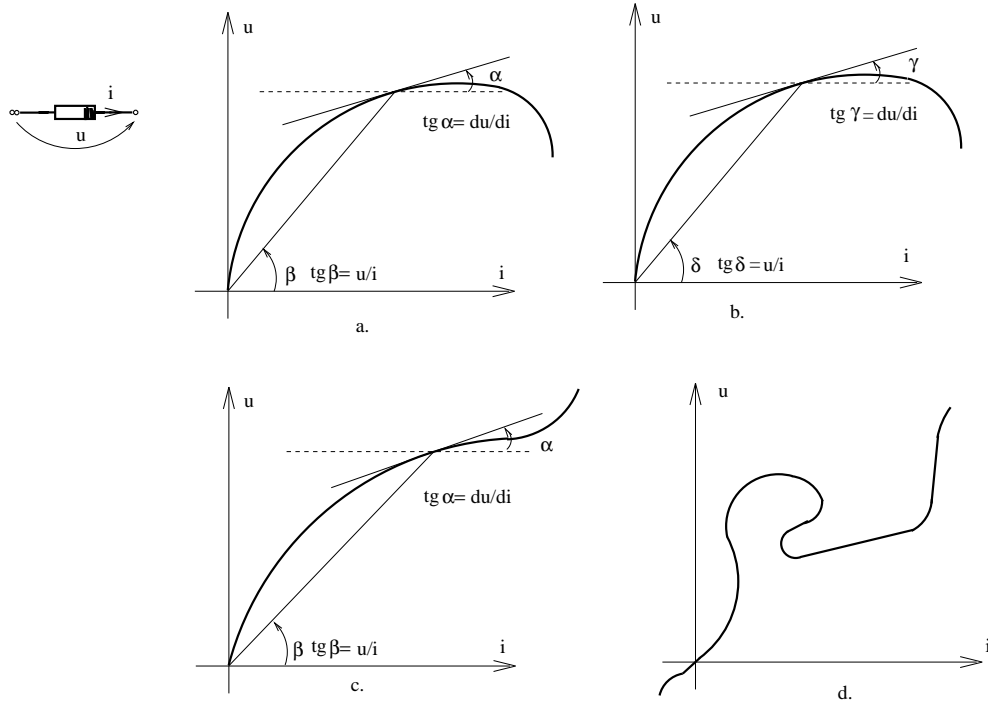 i
u
u
α
tg α = du/di
β tg β = u/i
i
a.
u
γ
tg γ = du/di
δ tg δ = u/i
i
b.
u
α
tg α = du/di
β tg β = u/i
i
c.
u
i
d.